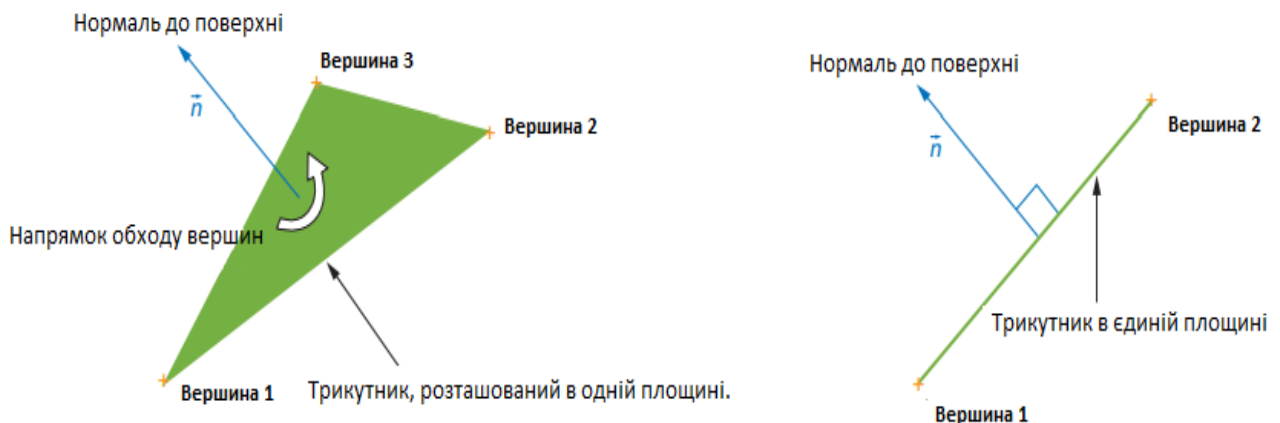 Нормаль до поверхні
Вершина 3
n
Вершина 2
Напрямок обходу вершин
Вершина 1
Трикутник, розташований в одній площині.
Нормаль до поверхні
Вершина 2
n
Трикутник в єдиній площині
Вершина 1